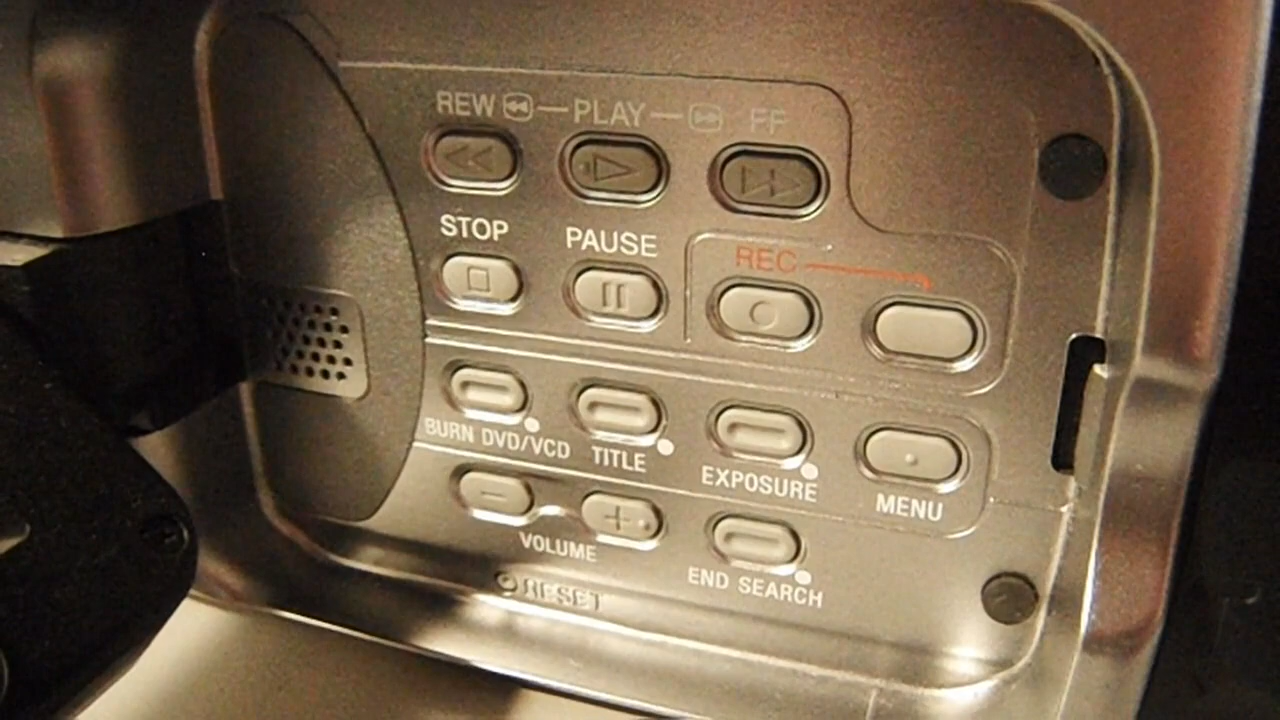 REW — PLAY — FF
STOP PAUSE REC
BURN DVD/VCD TITLE EXPOSURE MENU
VOLUME END SEARCH
RESET